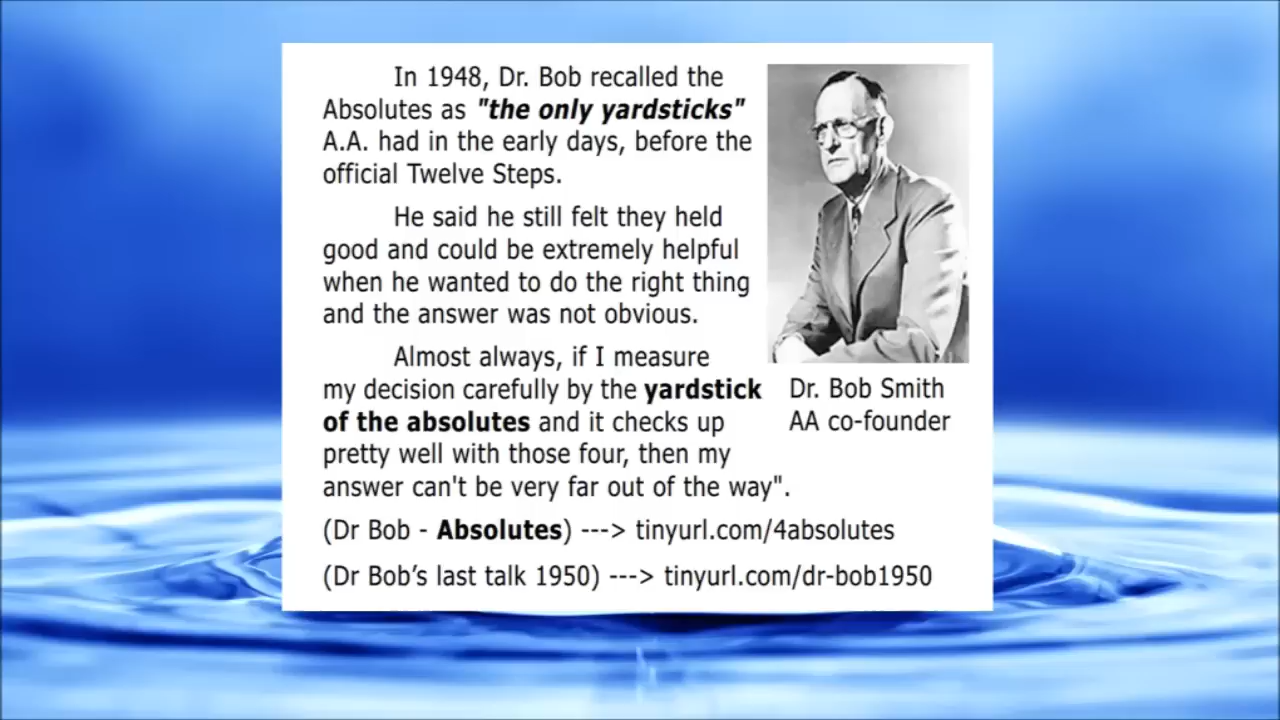 In 1948, Dr. Bob recalled the
Absolutes as "the only yardsticks"
A.A. had in the early days, before the
official Twelve Steps.
He said he still felt they held
good and could be extremely helpful
when he wanted to do the right thing
and the answer was not obvious.
Almost always, if I measure
my decision carefully by the yardstick
of the absolutes and it checks up
pretty well with those four, then my
answer can't be very far out of the way".
Dr. Bob Smith
AA co-founder
(Dr Bob - Absolutes) ---> tinyurl.com/4absolutes
(Dr Bob’s last talk 1950) ---> tinyurl.com/dr-bob1950